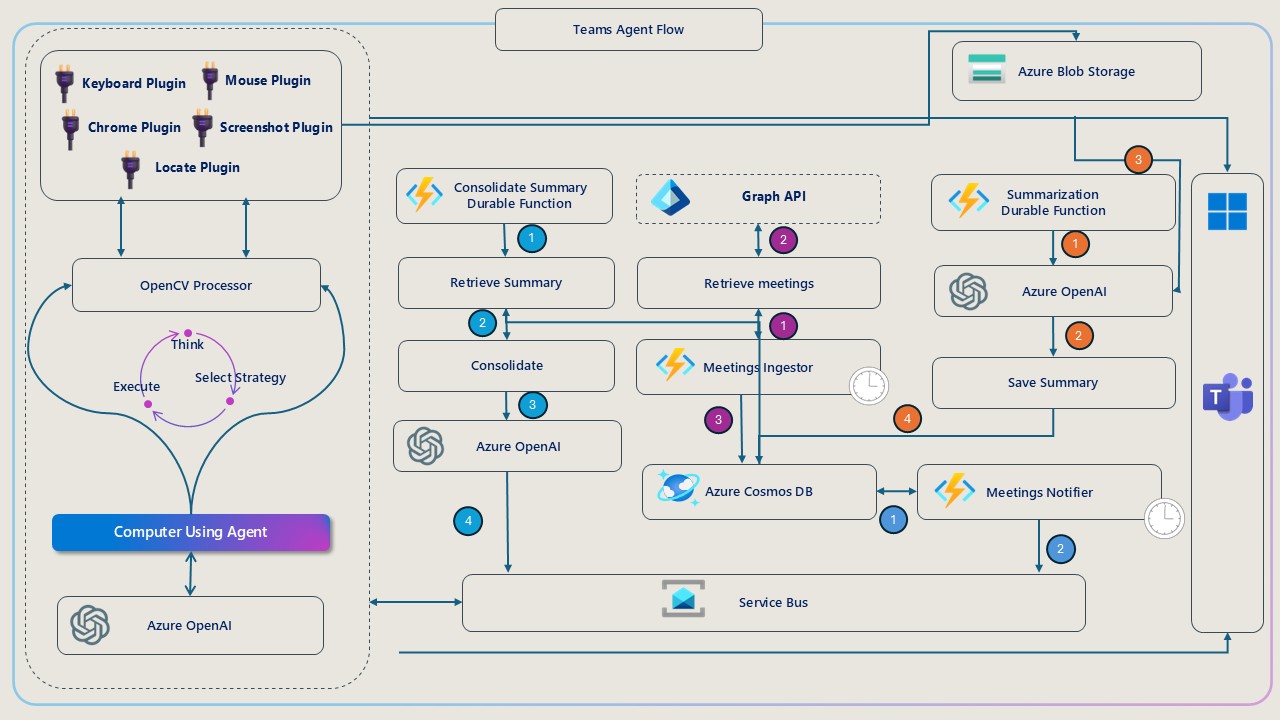 Teams Agent Flow
Keyboard Plugin
Mouse Plugin
Chrome Plugin
Screenshot Plugin
Locate Plugin
OpenCV Processor
Think
Select Strategy
Execute
Computer Using Agent
Azure OpenAI
Consolidate Summary
Durable Function
1
Retrieve Summary
2
Consolidate
3
Azure OpenAI
4
Graph API
2
Retrieve meetings
1
Meetings Ingestor
3
Azure Cosmos DB
1
Meetings Notifier
2
Service Bus
Azure Blob Storage
3
Summarization
Durable Function
1
Azure OpenAI
2
Save Summary
4
T